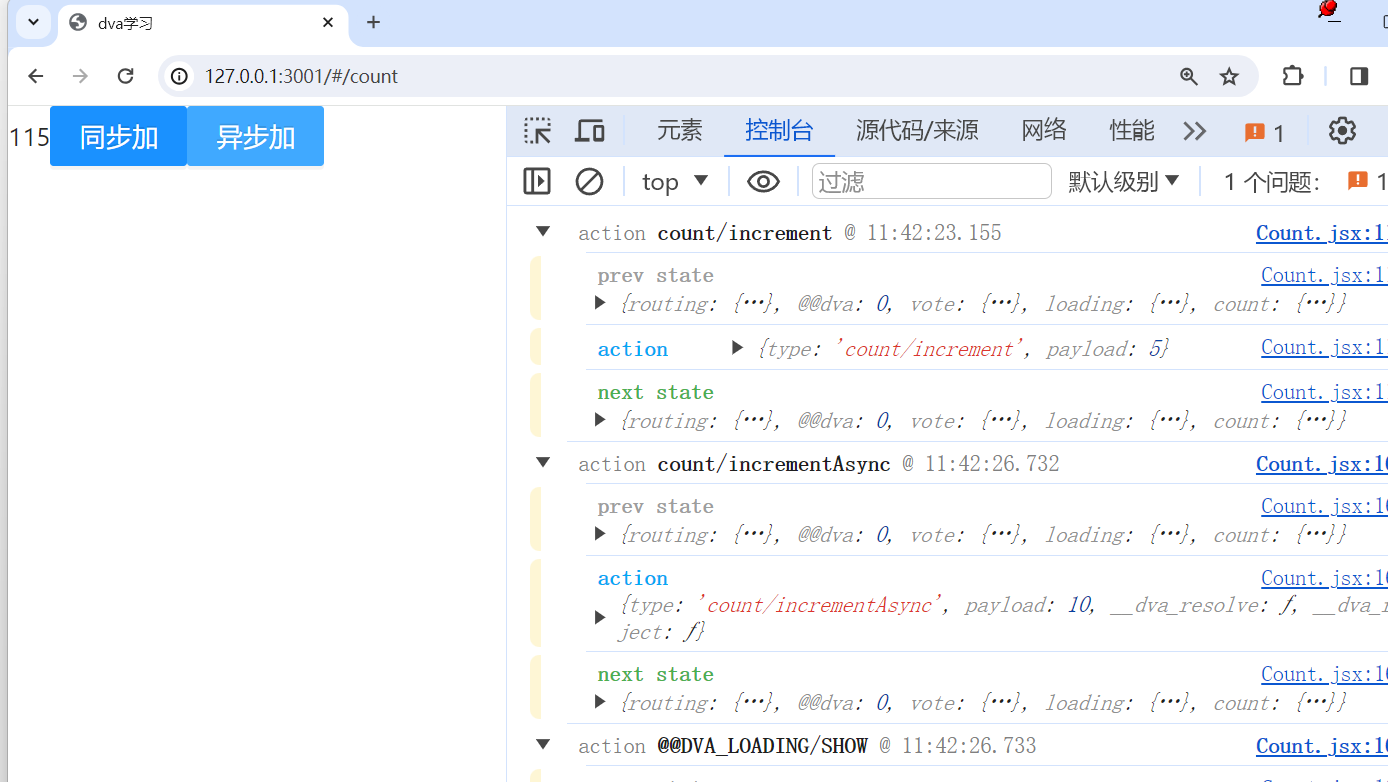 dva学习
127.0.0.1:3001/#/count
115 同步加 异步加
元素 控制台 源代码/来源 网络 性能 1
top 过滤 默认级别 1 个问题: 1
action count/increment @ 11:42:23.155 Count.jsx:1
prev state Count.jsx:1
{routing: {…}, @@dva: 0, vote: {…}, loading: {…}, count: {…}}
action {type: 'count/increment', payload: 5} Count.jsx:1
next state Count.jsx:1
{routing: {…}, @@dva: 0, vote: {…}, loading: {…}, count: {…}}
action count/incrementAsync @ 11:42:26.732 Count.jsx:10
prev state Count.jsx:10
{routing: {…}, @@dva: 0, vote: {…}, loading: {…}, count: {…}}
action Count.jsx:10
{type: 'count/incrementAsync', payload: 10, __dva_resolve: ƒ, __dva_r
ject: ƒ}
next state Count.jsx:10
{routing: {…}, @@dva: 0, vote: {…}, loading: {…}, count: {…}}
action @@DVA_LOADING/SHOW @ 11:42:26.733 Count.jsx:10